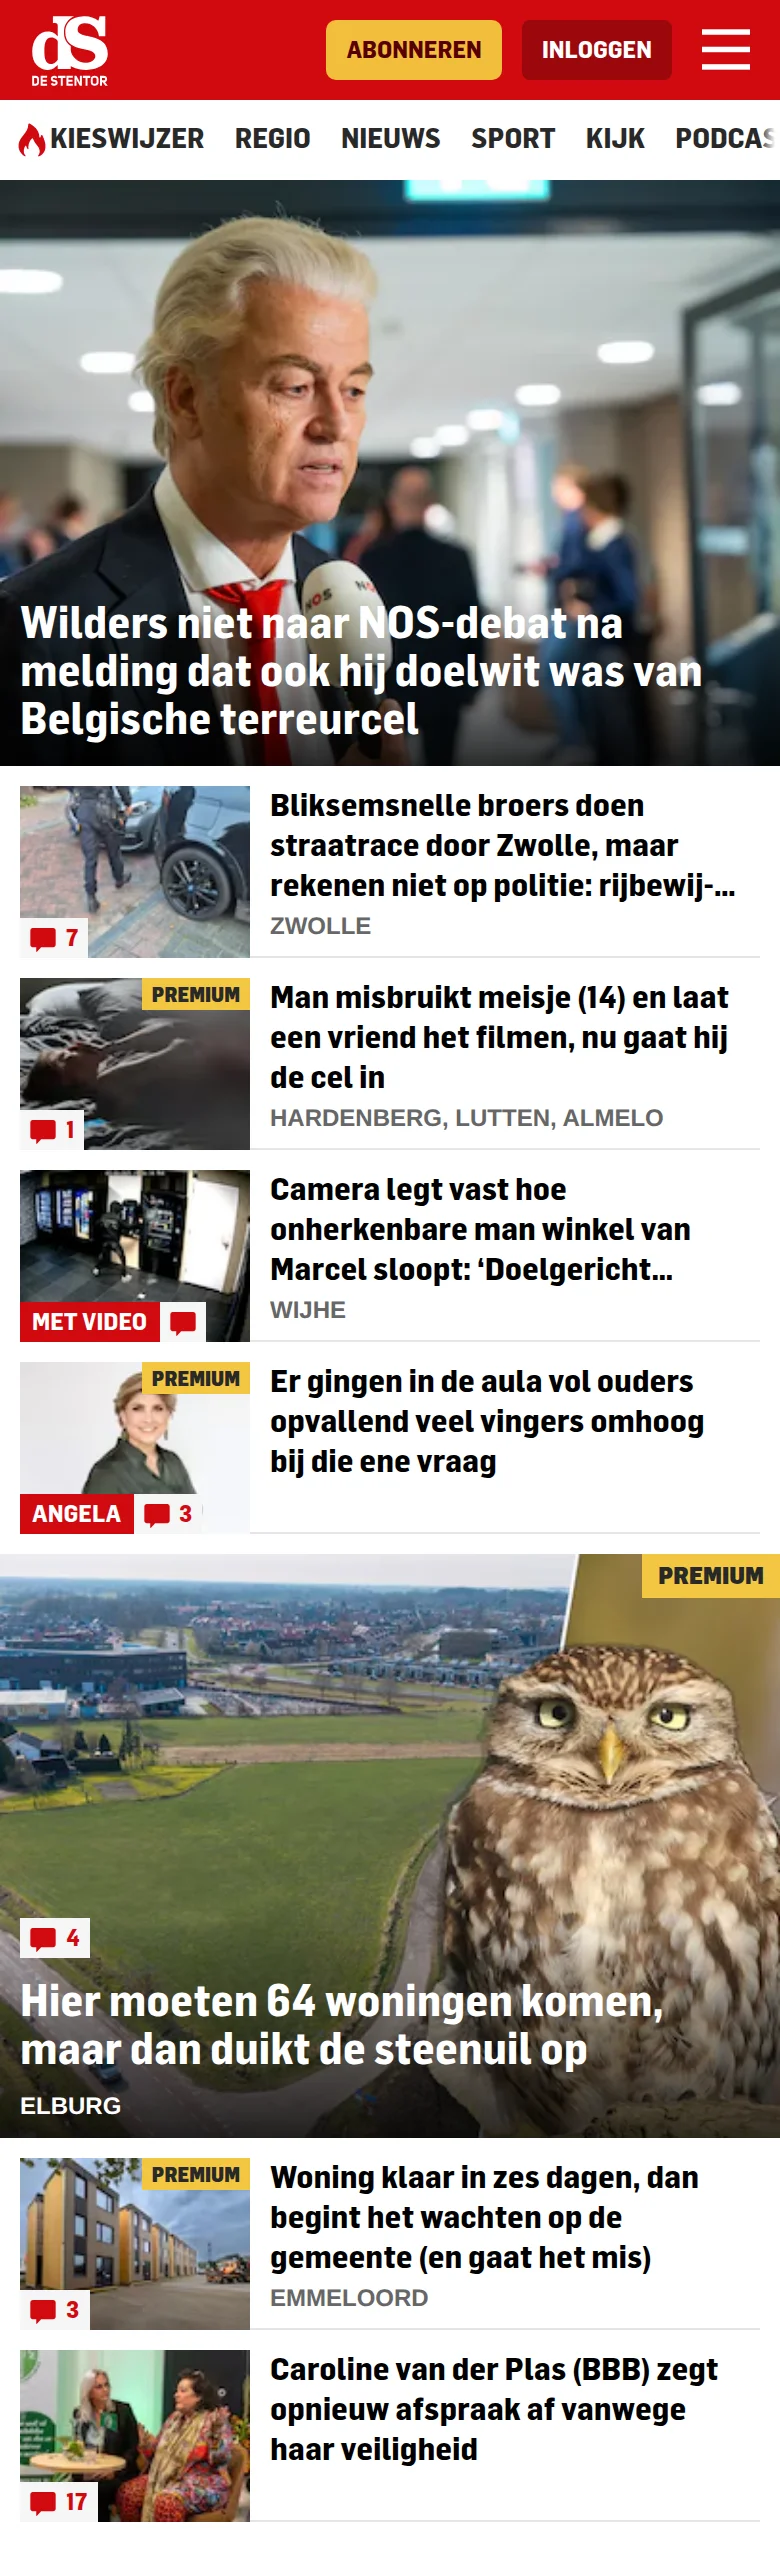 dS
DE STENTOR
ABONNEREN
INLOGGEN
KIESWIJZER REGIO NIEUWS SPORT KIJK PODCAS
NOS
Wilders niet naar NOS-debat na
melding dat ook hij doelwit was van
Belgische terreurcel
Bliksemsnelle broers doen
straatrace door Zwolle, maar
rekenen niet op politie: rijbewij-...
ZWOLLE
7
PREMIUM
Man misbruikt meisje (14) en laat
een vriend het filmen, nu gaat hij
de cel in
HARDENBERG, LUTTEN, ALMELO
1
Camera legt vast hoe
onherkenbare man winkel van
Marcel sloopt: ‘Doelgericht...
WIJHE
MET VIDEO
PREMIUM
Er gingen in de aula vol ouders
opvallend veel vingers omhoog
bij die ene vraag
ANGELA
3
PREMIUM
4
Hier moeten 64 woningen komen,
maar dan duikt de steenuil op
ELBURG
PREMIUM
Woning klaar in zes dagen, dan
begint het wachten op de
gemeente (en gaat het mis)
EMMELOORD
3
Caroline van der Plas (BBB) zegt
opnieuw afspraak af vanwege
haar veiligheid
17